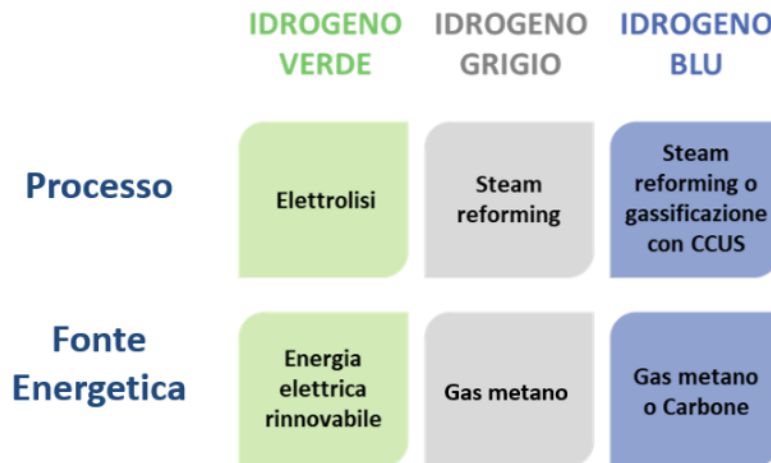 IDROGENO
VERDE
IDROGENO
GRIGIO
IDROGENO
BLU
Processo
Elettrolisi
Steam
reforming
Steam
reforming o
gassificazione
con CCUS
Fonte
Energetica
Energia
elettrica
rinnovabile
Gas metano
Gas metano
o Carbone